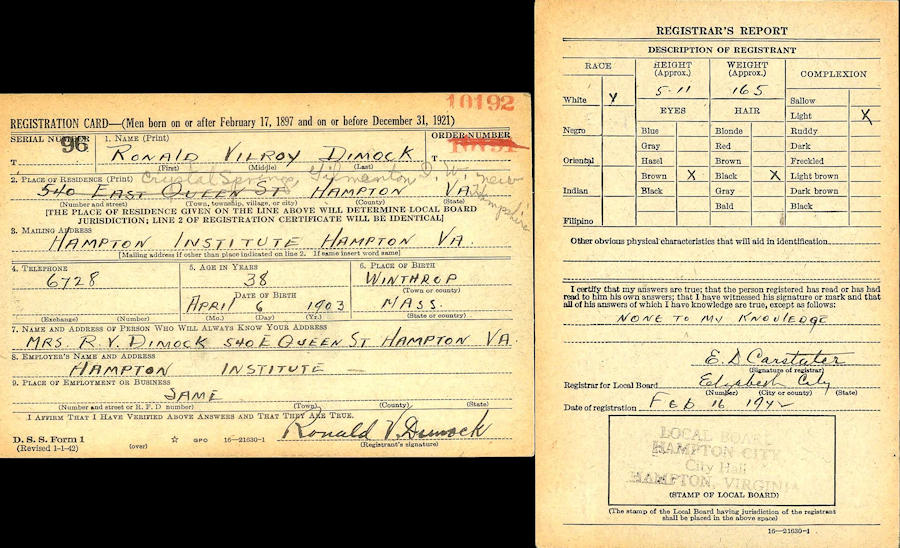 10192
REGISTRATION CARD—(Men born on or after February 17, 1897 and on or before December 31, 1921)
SERIAL NUMBER 96
1. NAME (Print)
ORDER NUMBER
T
RONALD VILROY DIMOCK
T
(First) (Middle) (Last)
2. PLACE OF RESIDENCE (Print) Crystal Springs, Gilmanton I. W. New Hampshire
540 EAST QUEEN ST HAMPTON VA.
(Number and street) (Town, township, village, or city) (County) (State)
[THE PLACE OF RESIDENCE GIVEN ON THE LINE ABOVE WILL DETERMINE LOCAL BOARD
JURISDICTION; LINE 2 OF REGISTRATION CERTIFICATE WILL BE IDENTICAL]
3. MAILING ADDRESS
HAMPTON INSTITUTE HAMPTON VA.
[Mailing address if other than place indicated on line 2. If same insert word same]
4. TELEPHONE
5. AGE IN YEARS
6. PLACE OF BIRTH
6728
38
WINTHROP
DATE OF BIRTH
(Town or county)
APRIL 6 1903
MASS.
(Exchange) (Number)
(Mo.) (Day) (Yr.)
(State or country)
7. NAME AND ADDRESS OF PERSON WHO WILL ALWAYS KNOW YOUR ADDRESS
MRS. R. V. DIMOCK 540 E QUEEN ST HAMPTON VA.
8. EMPLOYER'S NAME AND ADDRESS
HAMPTON INSTITUTE —
9. PLACE OF EMPLOYMENT OR BUSINESS
SAME
(Number and street or R. F. D number) (Town) (County) (State)
I AFFIRM THAT I HAVE VERIFIED ABOVE ANSWERS AND THAT THEY ARE TRUE.
Ronald V. Dimock
D. S. S. Form 1
(Revised 1-1-42)
(over)
☆ GPO 16—21630-1
(Registrant's signature)
REGISTRAR'S REPORT
DESCRIPTION OF REGISTRANT
RACE
HEIGHT (Approx.)
WEIGHT (Approx.)
COMPLEXION
5-11
165
White X
Negro
Oriental
Indian
Filipino
EYES
Blue
Gray
Hazel
Brown X
Black
HAIR
Blonde
Red
Brown
Black X
Gray
Bald
Sallow
Light X
Ruddy
Dark
Freckled
Light brown
Dark brown
Black
Other obvious physical characteristics that will aid in identification
I certify that my answers are true; that the person registered has read or has had
read to him his own answers; that I have witnessed his signature or mark and that
all of his answers of which I have knowledge are true, except as follows:
NONE TO MY KNOWLEDGE
E. D Carstater
(Signature of registrar)
Registrar for Local Board Elizabeth City
(Number) (City or county) (State)
Date of registration Feb 16 1942
LOCAL BOARD
HAMPTON CITY
City Hall
HAMPTON, VIRGINIA
(STAMP OF LOCAL BOARD)
(The stamp of the Local Board having jurisdiction of the registrant
shall be placed in the above space)
16—21630-1